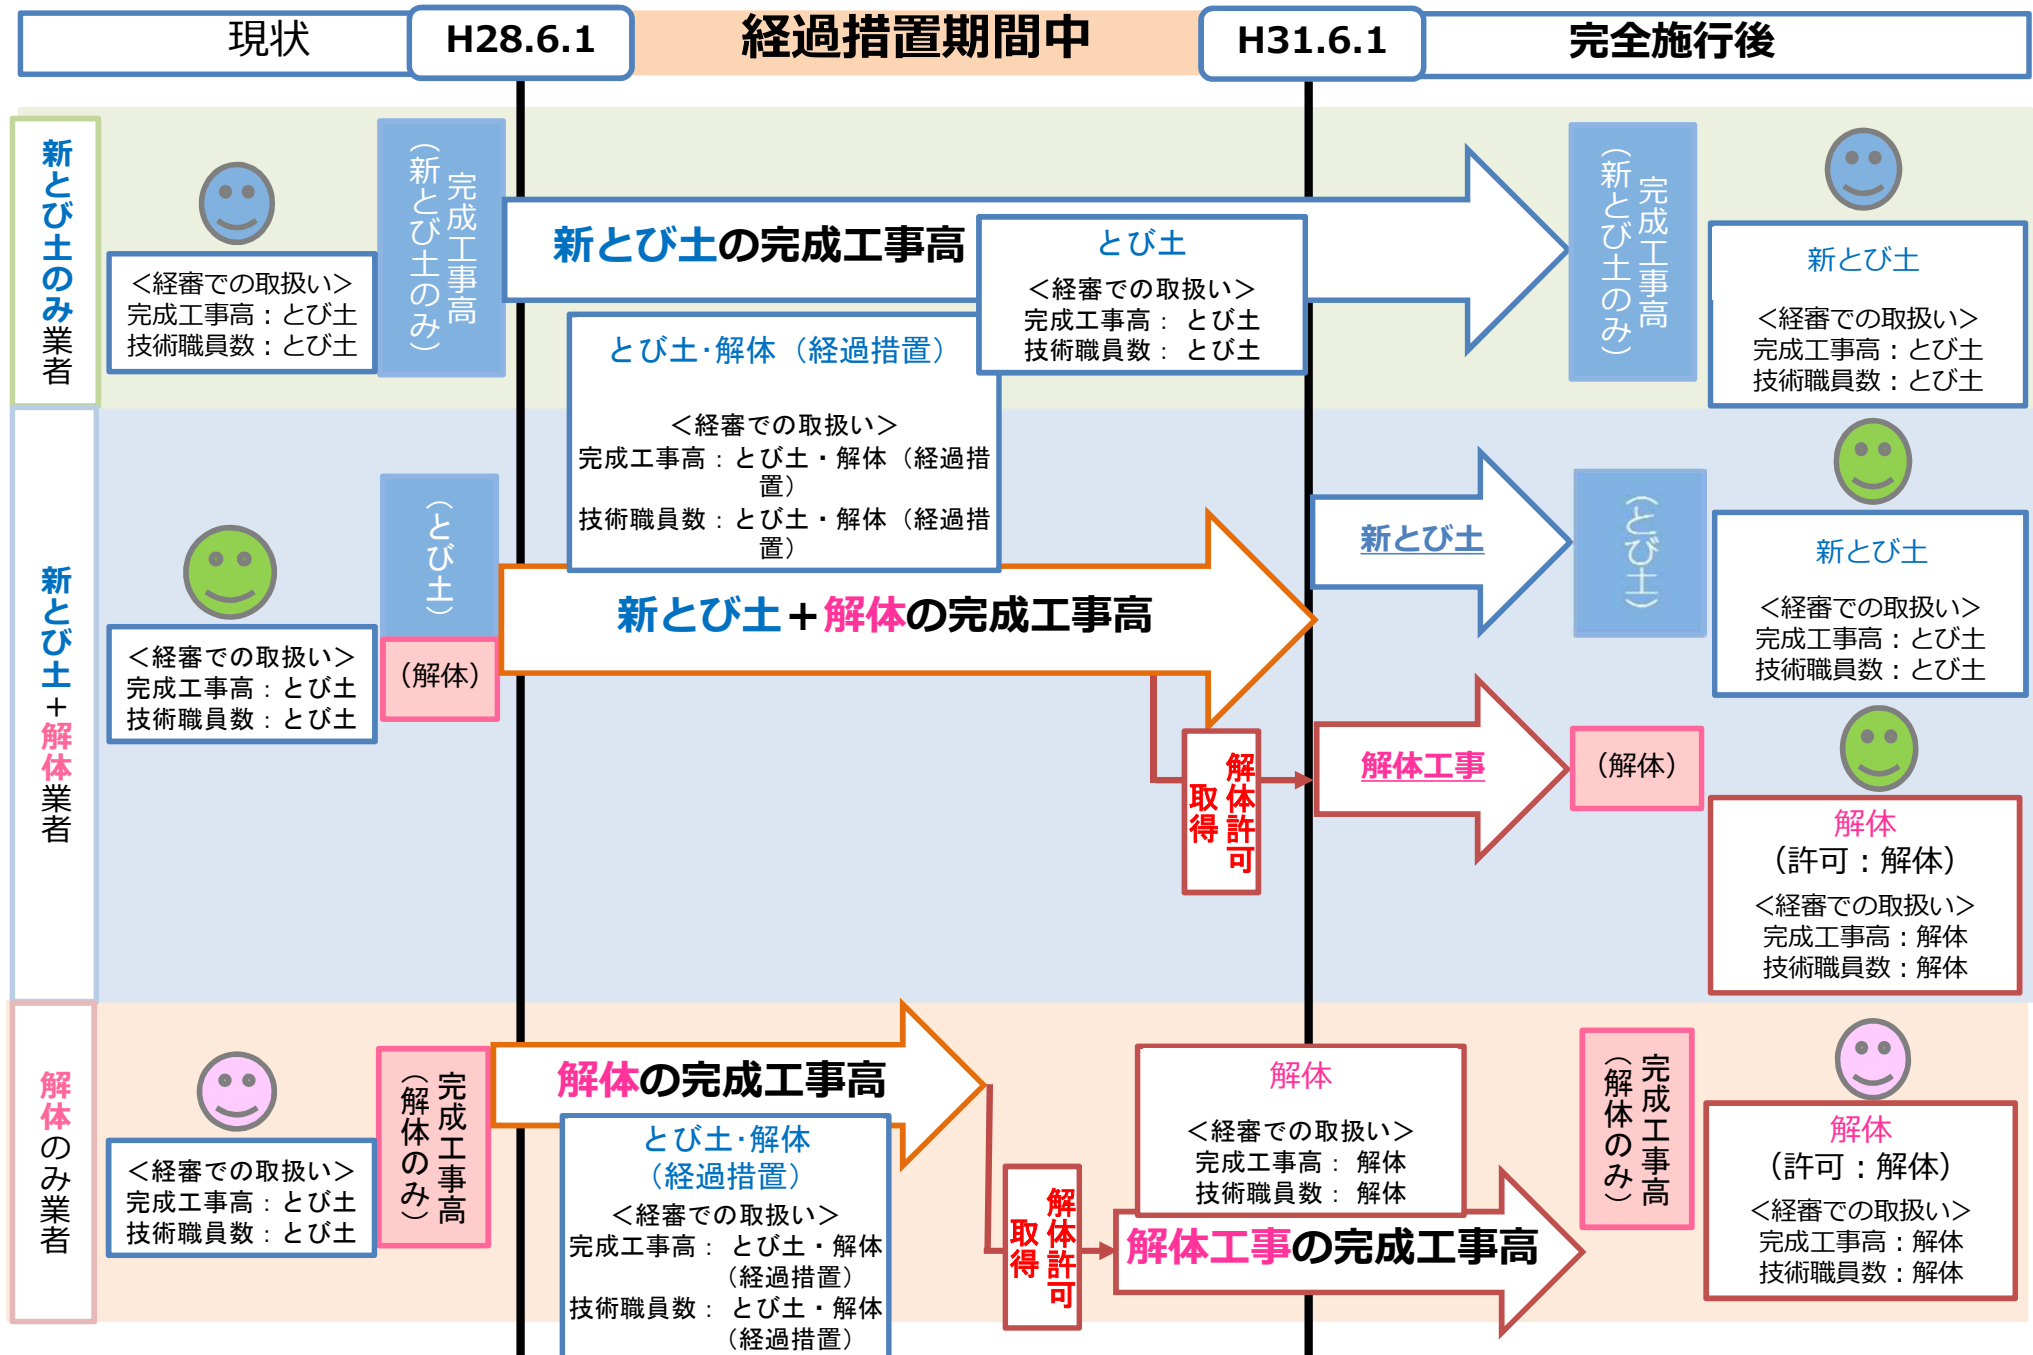 現状
H28.6.1
経過措置期間中
H31.6.1
完全施行後
新とび土のみ業者
<経審での取扱い>
完成工事高：とび土
技術職員数：とび土
完成工事高
（新とび土のみ）
新とび土の完成工事高
とび土
<経審での取扱い>
完成工事高： とび土
技術職員数： とび土
完成工事高
（新とび土のみ）
新とび土
<経審での取扱い>
完成工事高：とび土
技術職員数：とび土
新とび土＋解体業者
<経審での取扱い>
完成工事高：とび土
技術職員数：とび土
（とび土）
（解体）
とび土･解体（経過措置）
<経審での取扱い>
完成工事高：とび土・解体（経過措
置）
技術職員数：とび土・解体（経過措
置）
新とび土＋解体の完成工事高
解体許可
取得
新とび土
（とび土）
新とび土
<経審での取扱い>
完成工事高：とび土
技術職員数：とび土
解体工事
（解体）
解体
（許可：解体）
<経審での取扱い>
完成工事高：解体
技術職員数：解体
解体のみ業者
<経審での取扱い>
完成工事高：とび土
技術職員数：とび土
完成工事高
（解体のみ）
解体の完成工事高
とび土･解体
（経過措置）
<経審での取扱い>
完成工事高： とび土・解体
（経過措置）
技術職員数： とび土・解体
（経過措置）
解体許可
取得
解体
<経審での取扱い>
完成工事高： 解体
技術職員数： 解体
解体工事の完成工事高
完成工事高
（解体のみ）
解体
（許可：解体）
<経審での取扱い>
完成工事高：解体
技術職員数：解体